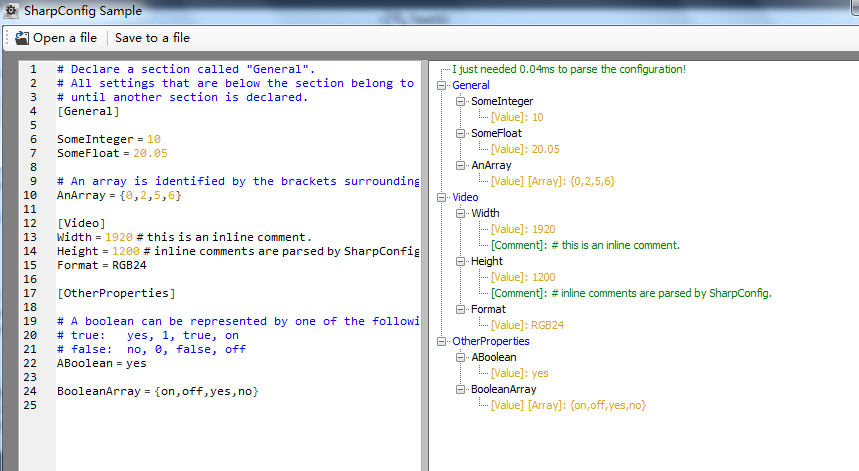 SharpConfig Sample
Open a file
Save to a file
1 # Declare a section called "General".
2 # All settings that are below the section belong to
3 # until another section is declared.
4 [General]
5
6 SomeInteger = 10
7 SomeFloat = 20.05
8
9 # An array is identified by the brackets surrounding
10 AnArray = {0,2,5,6}
11
12 [Video]
13 Width = 1920 # this is an inline comment.
14 Height = 1200 # inline comments are parsed by SharpConfig
15 Format = RGB24
16
17 [OtherProperties]
18
19 # A boolean can be represented by one of the followi
20 # true: yes, 1, true, on
21 # false: no, 0, false, off
22 ABoolean = yes
23
24 BooleanArray = {on,off,yes,no}
25
I just needed 0.04ms to parse the configuration!
General
SomeInteger
[Value]: 10
SomeFloat
[Value]: 20.05
AnArray
[Value] [Array]: {0,2,5,6}
Video
Width
[Value]: 1920
[Comment]: # this is an inline comment.
Height
[Value]: 1200
[Comment]: # inline comments are parsed by SharpConfig.
Format
[Value]: RGB24
OtherProperties
ABoolean
[Value]: yes
BooleanArray
[Value] [Array]: {on,off,yes,no}